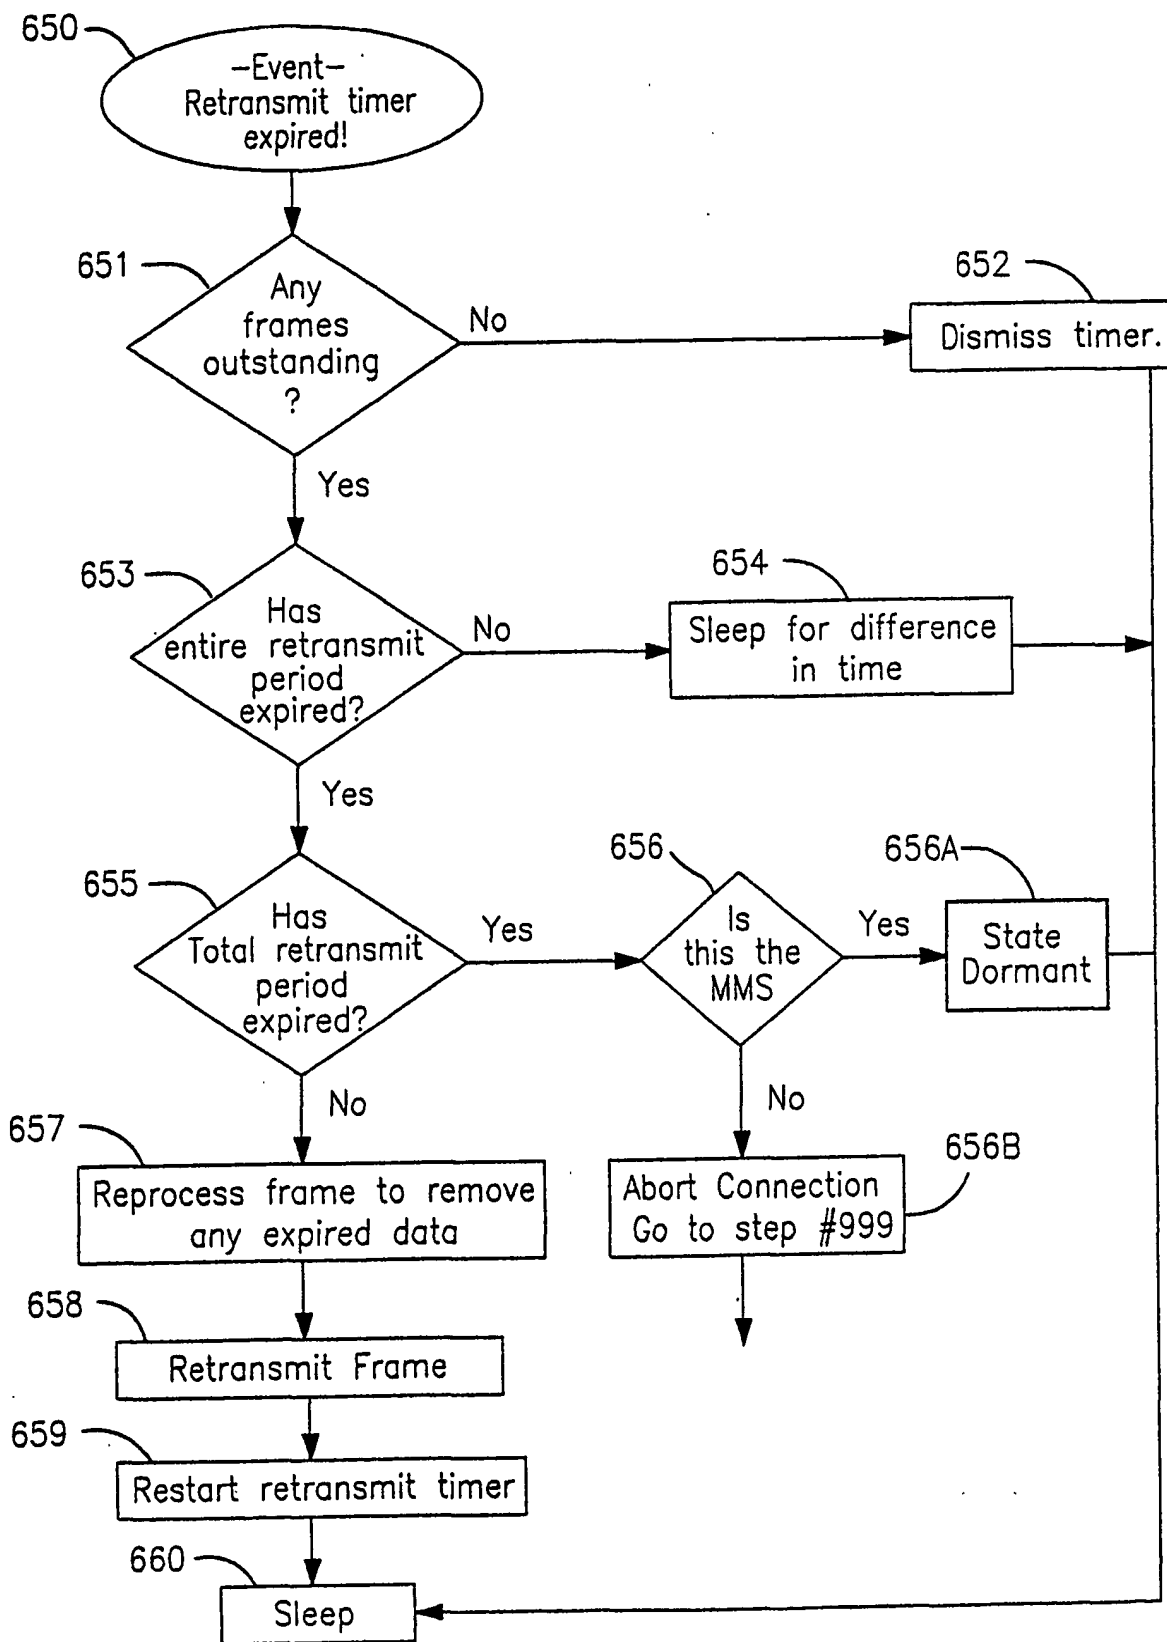 650
-Event-
Retransmit timer
expired!
651
Any
frames
outstanding
?
No
652
Dismiss timer.
Yes
653
Has
entire retransmit
period
expired?
No
654
Sleep for difference
in time
Yes
655
Has
Total retransmit
period
expired?
Yes
656
Is
this the
MMS
Yes
656A
State
Dormant
No
657
Reprocess frame to remove
any expired data
No
656B
Abort Connection
Go to step #999
658
Retransmit Frame
659
Restart retransmit timer
660
Sleep